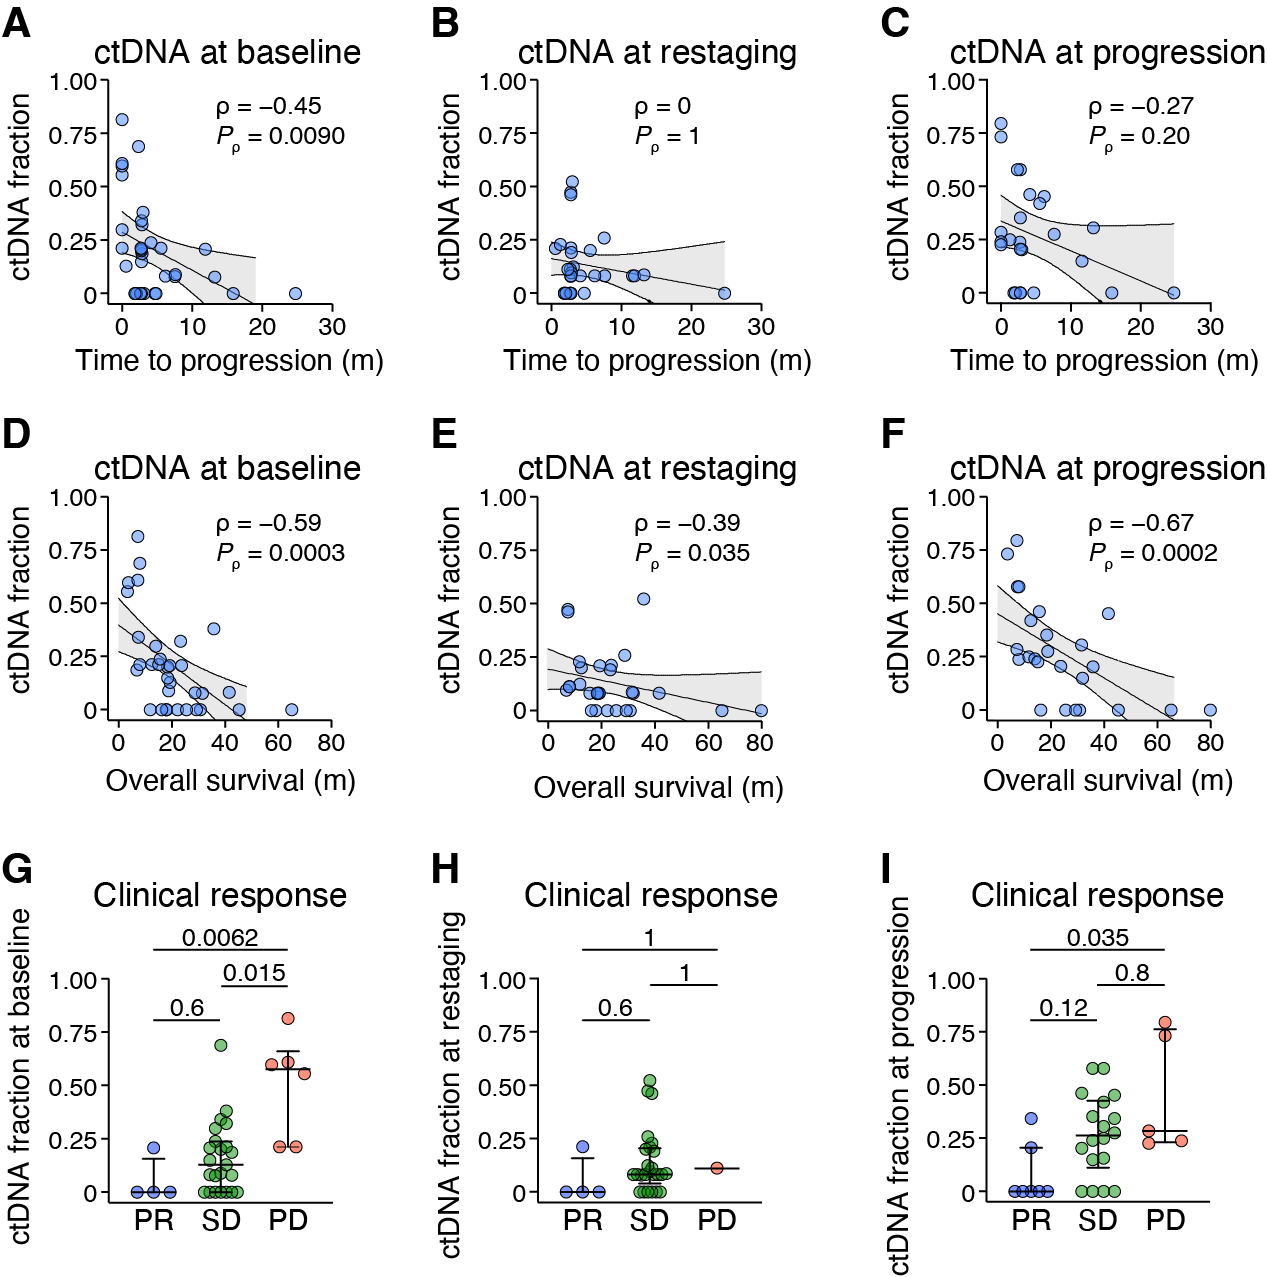 A
ctDNA at baseline
ctDNA fraction
1.00
0.75
0.50
0.25
0
ρ = −0.45
Pρ = 0.0090
0 10 20 30
Time to progression (m)
B
ctDNA at restaging
ctDNA fraction
1.00
0.75
0.50
0.25
0
ρ = 0
Pρ = 1
0 10 20 30
Time to progression (m)
C
ctDNA at progression
ctDNA fraction
1.00
0.75
0.50
0.25
0
ρ = −0.27
Pρ = 0.20
0 10 20 30
Time to progression (m)
D
ctDNA at baseline
ctDNA fraction
1.00
0.75
0.50
0.25
0
ρ = −0.59
Pρ = 0.0003
0 20 40 60 80
Overall survival (m)
E
ctDNA at restaging
ctDNA fraction
1.00
0.75
0.50
0.25
0
ρ = −0.39
Pρ = 0.035
0 20 40 60 80
Overall survival (m)
F
ctDNA at progression
ctDNA fraction
1.00
0.75
0.50
0.25
0
ρ = −0.67
Pρ = 0.0002
0 20 40 60 80
Overall survival (m)
G
Clinical response
ctDNA fraction at baseline
0.0062
0.015
0.6
1.00
0.75
0.50
0.25
0
PR SD PD
H
Clinical response
ctDNA fraction at restaging
1
1
0.6
1.00
0.75
0.50
0.25
0
PR SD PD
I
Clinical response
ctDNA fraction at progression
0.035
0.8
0.12
1.00
0.75
0.50
0.25
0
PR SD PD